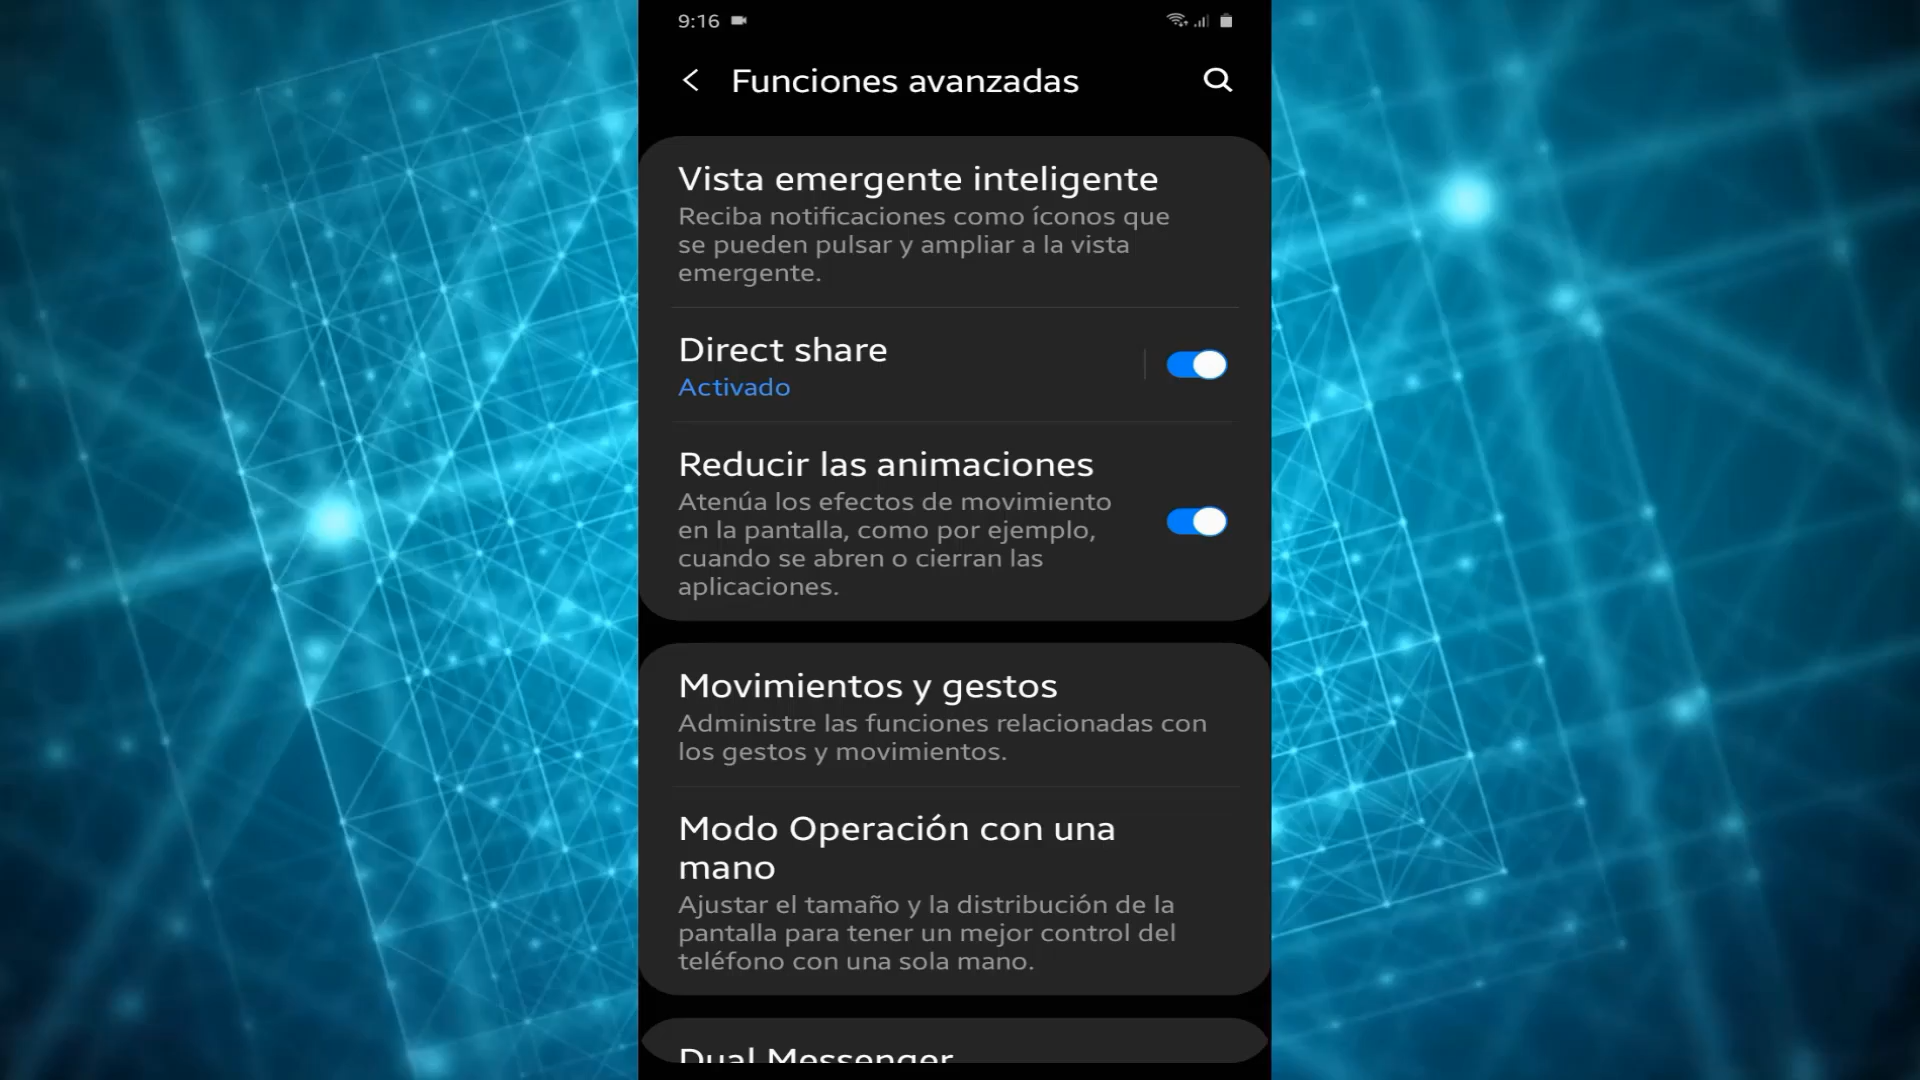 9:16
Funciones avanzadas
Vista emergente inteligente
Reciba notificaciones como íconos que
se pueden pulsar y ampliar a la vista
emergente.
Direct share
Activado
Reducir las animaciones
Atenúa los efectos de movimiento
en la pantalla, como por ejemplo,
cuando se abren o cierran las
aplicaciones.
Movimientos y gestos
Administre las funciones relacionadas con
los gestos y movimientos.
Modo Operación con una
mano
Ajustar el tamaño y la distribución de la
pantalla para tener un mejor control del
teléfono con una sola mano.
Dual Messenger